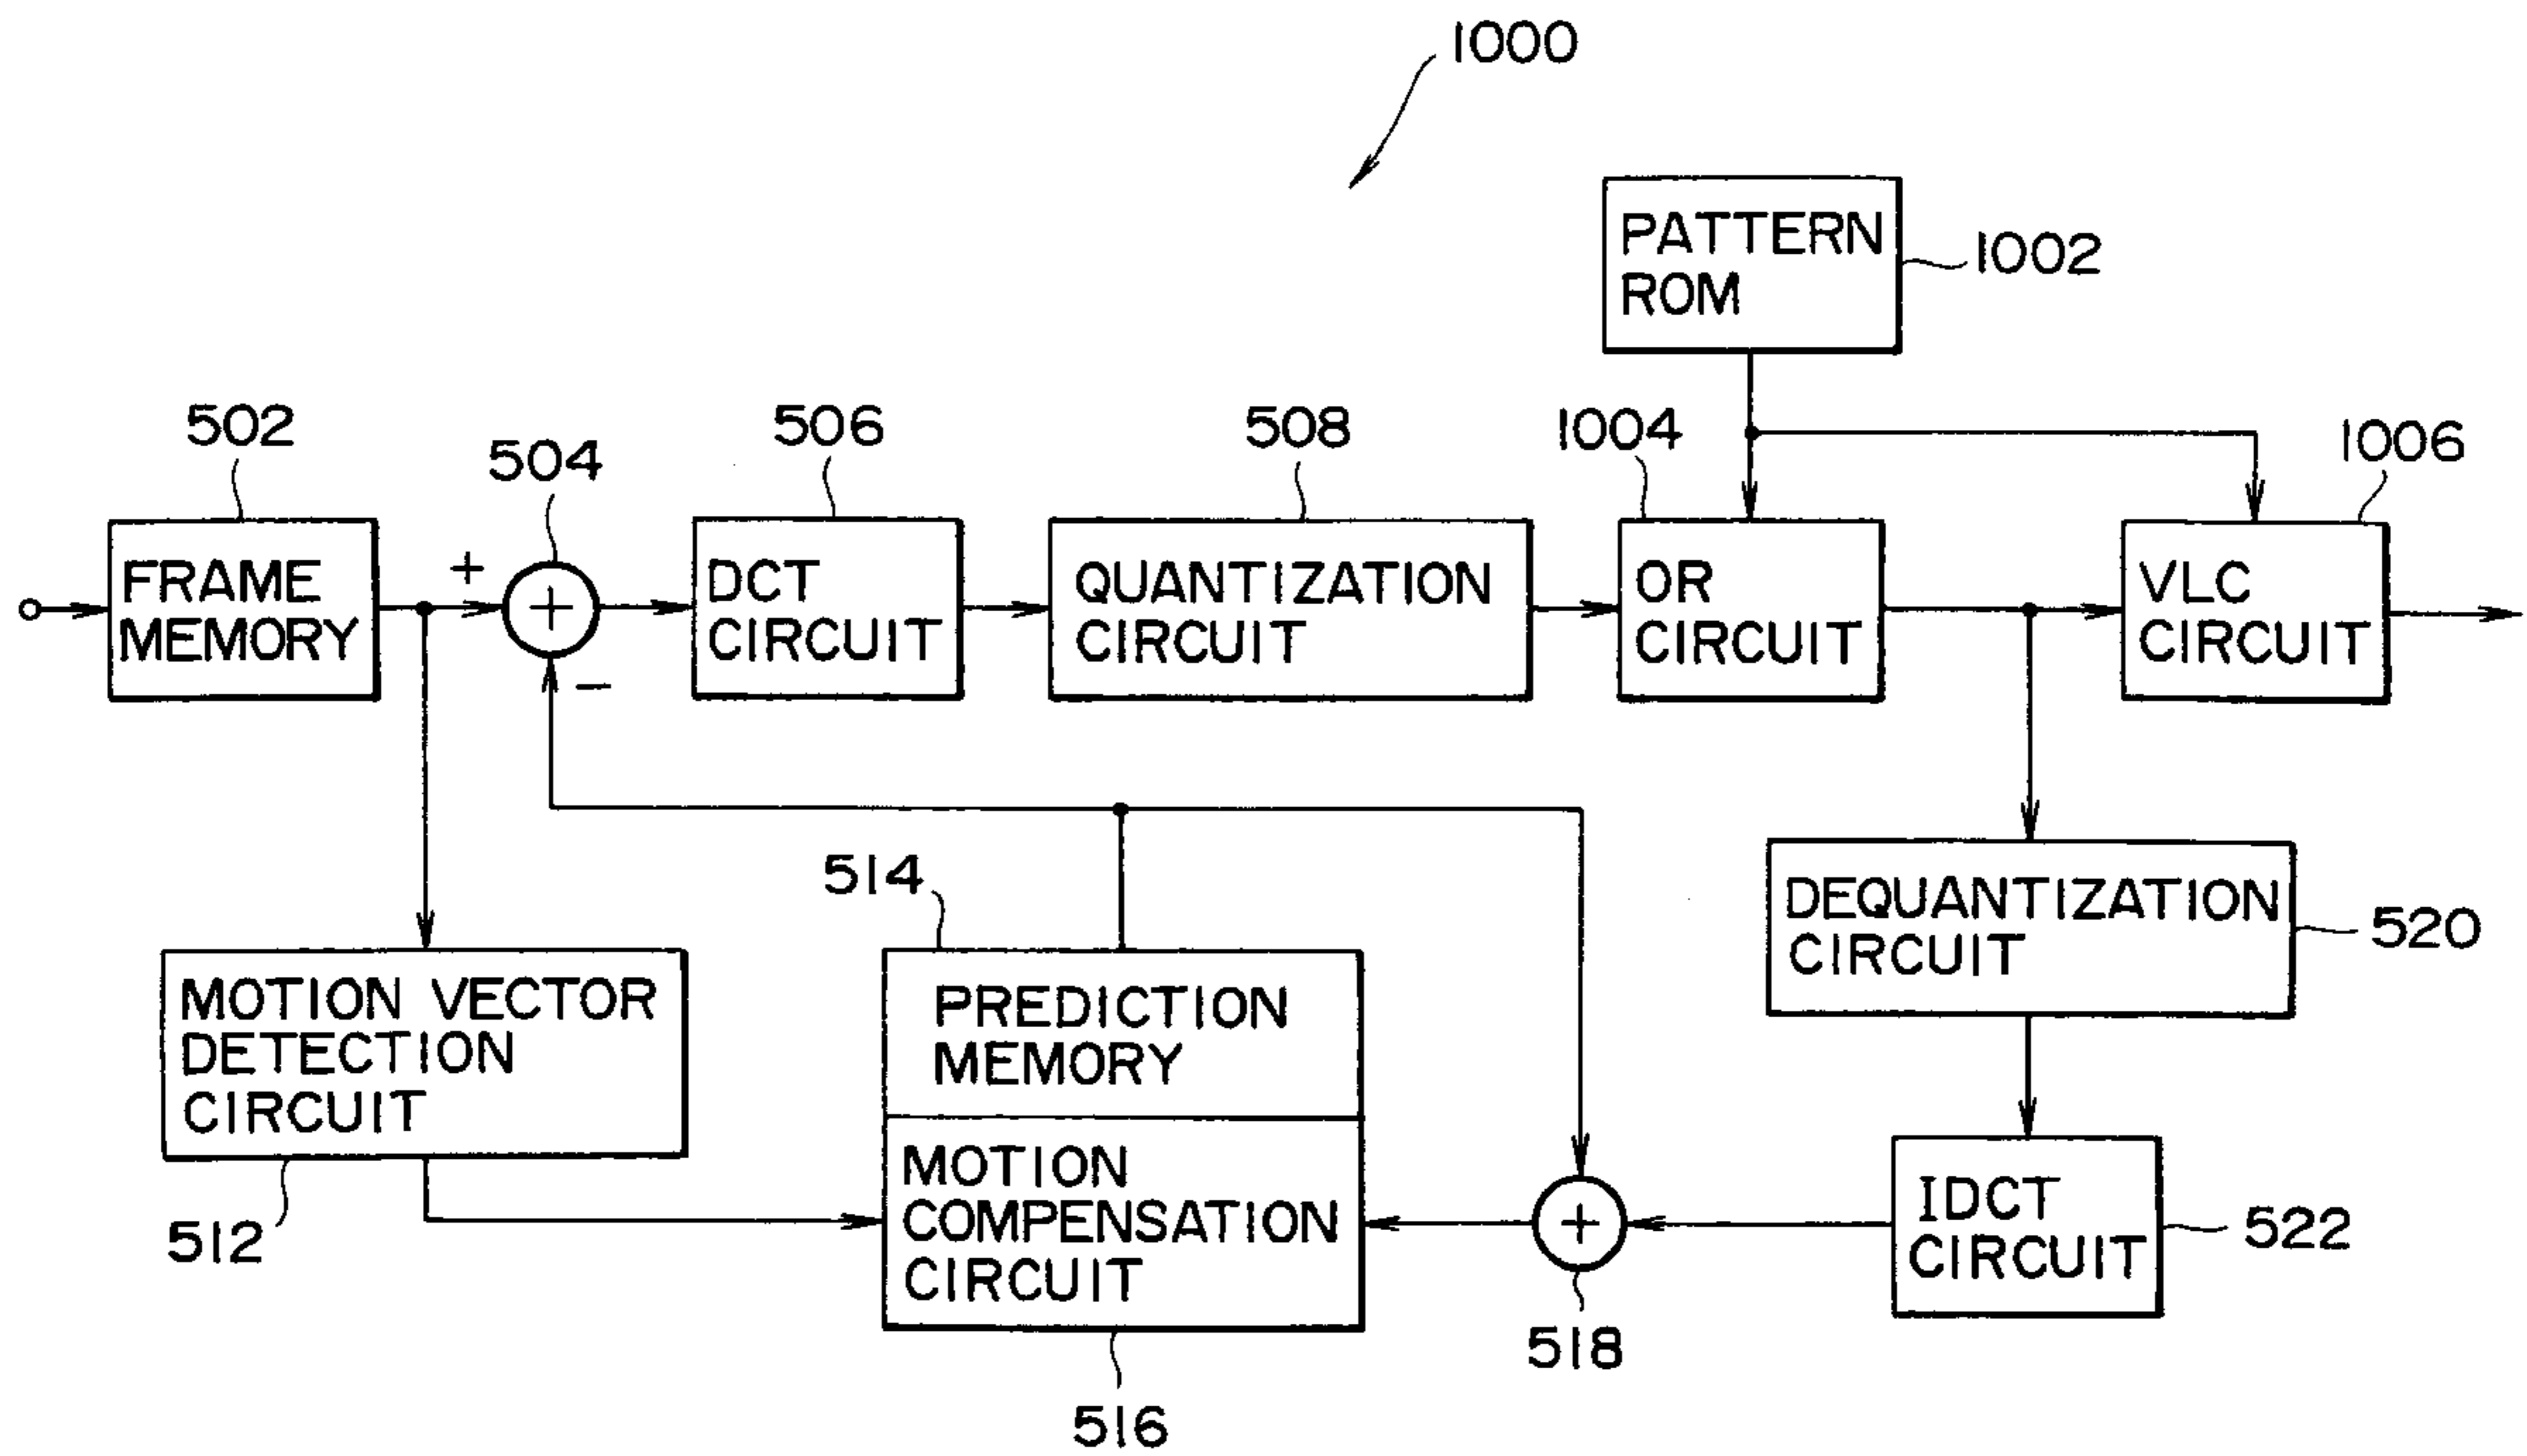 1000
PATTERN
ROM
1002
502
504
506
508
1004
1006
FRAME
MEMORY
+
+
−
DCT
CIRCUIT
QUANTIZATION
CIRCUIT
OR
CIRCUIT
VLC
CIRCUIT
514
DEQUANTIZATION
CIRCUIT
520
MOTION VECTOR
DETECTION
CIRCUIT
512
PREDICTION
MEMORY
MOTION
COMPENSATION
CIRCUIT
516
+
518
IDCT
CIRCUIT
522